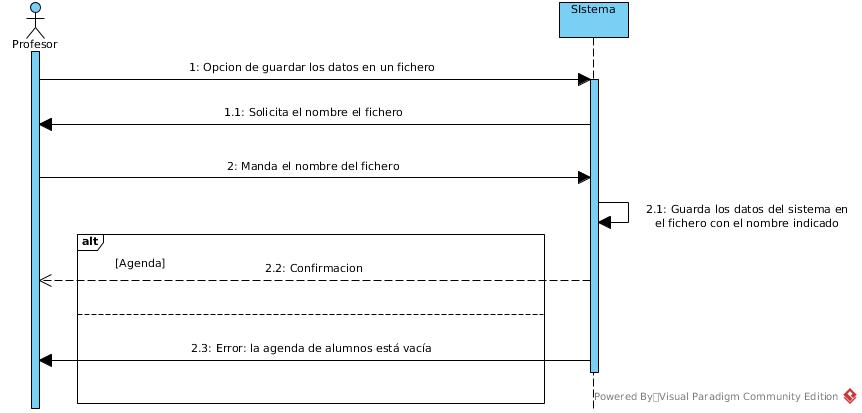 SIstema
Profesor
1: Opcion de guardar los datos en un fichero
1.1: Solicita el nombre el fichero
2: Manda el nombre del fichero
2.1: Guarda los datos del sistema en
el fichero con el nombre indicado
alt
[Agenda]
2.2: Confirmacion
2.3: Error: la agenda de alumnos está vacía
Powered By Visual Paradigm Community Edition